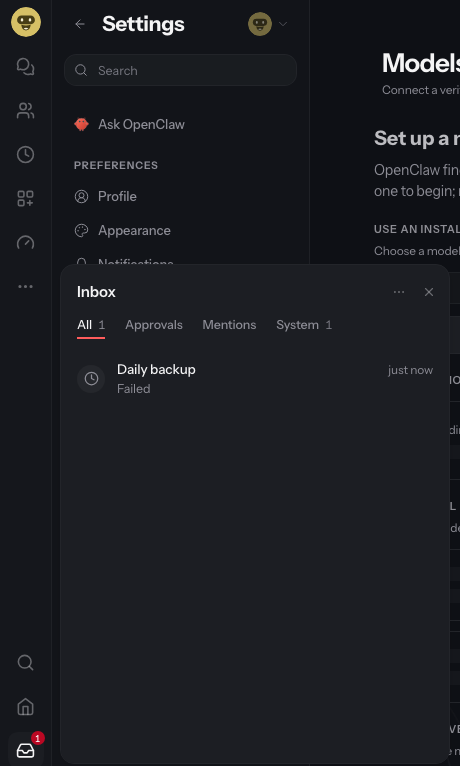 Settings
Search
Ask OpenClaw
PREFERENCES
Profile
Appearance
Notifications
Models
Connect a veri
Set up a
OpenClaw fin
one to begin;
USE AN INSTAL
Choose a model
Inbox
All 1
Approvals
Mentions
System 1
Daily backup
just now
Failed
1